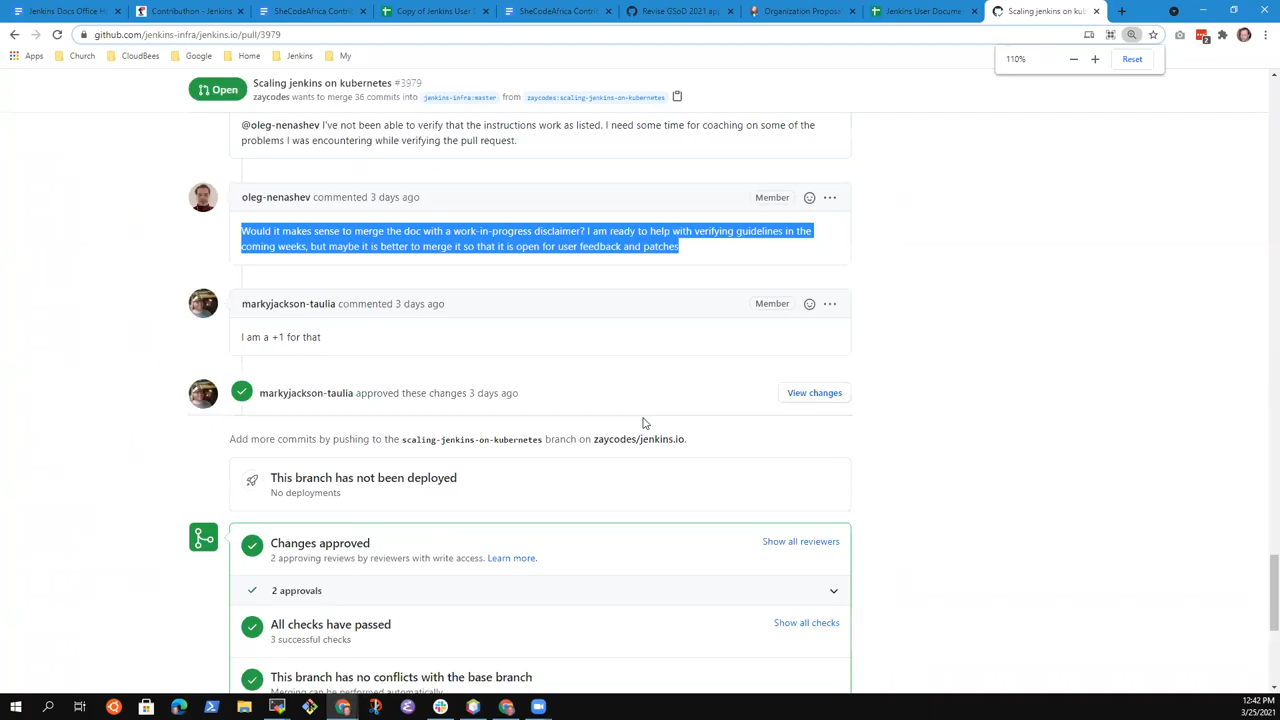 Jenkins Docs Office H
Contributhon - Jenkins
SheCodeAfrica Contrib
Copy of Jenkins User D
SheCodeAfrica Contrib
Revise GSoD 2021 app
Organization Proposa
Jenkins User Docume
Scaling jenkins on kub
github.com/jenkins-infra/jenkins.io/pull/3979
Apps
Church
CloudBees
Google
Home
Jenkins
My
110%
Reset
Open
Scaling jenkins on kubernetes #3979
zaycodes wants to merge 36 commits into jenkins-infra:master from zaycodes:scaling-jenkins-on-kubernetes
@oleg-nenashev I've not been able to verify that the instructions work as listed. I need some time for coaching on some of the
problems I was encountering while verifying the pull request.
oleg-nenashev commented 3 days ago
Member
Would it makes sense to merge the doc with a work-in-progress disclaimer? I am ready to help with verifying guidelines in the
coming weeks, but maybe it is better to merge it so that it is open for user feedback and patches
markyjackson-taulia commented 3 days ago
Member
I am a +1 for that
markyjackson-taulia approved these changes 3 days ago
View changes
Add more commits by pushing to the scaling-jenkins-on-kubernetes branch on zaycodes/jenkins.io.
This branch has not been deployed
No deployments
Changes approved
Show all reviewers
2 approving reviews by reviewers with write access. Learn more.
2 approvals
All checks have passed
Show all checks
3 successful checks
This branch has no conflicts with the base branch
Merging can be performed automatically.
12:42 PM
3/25/2021